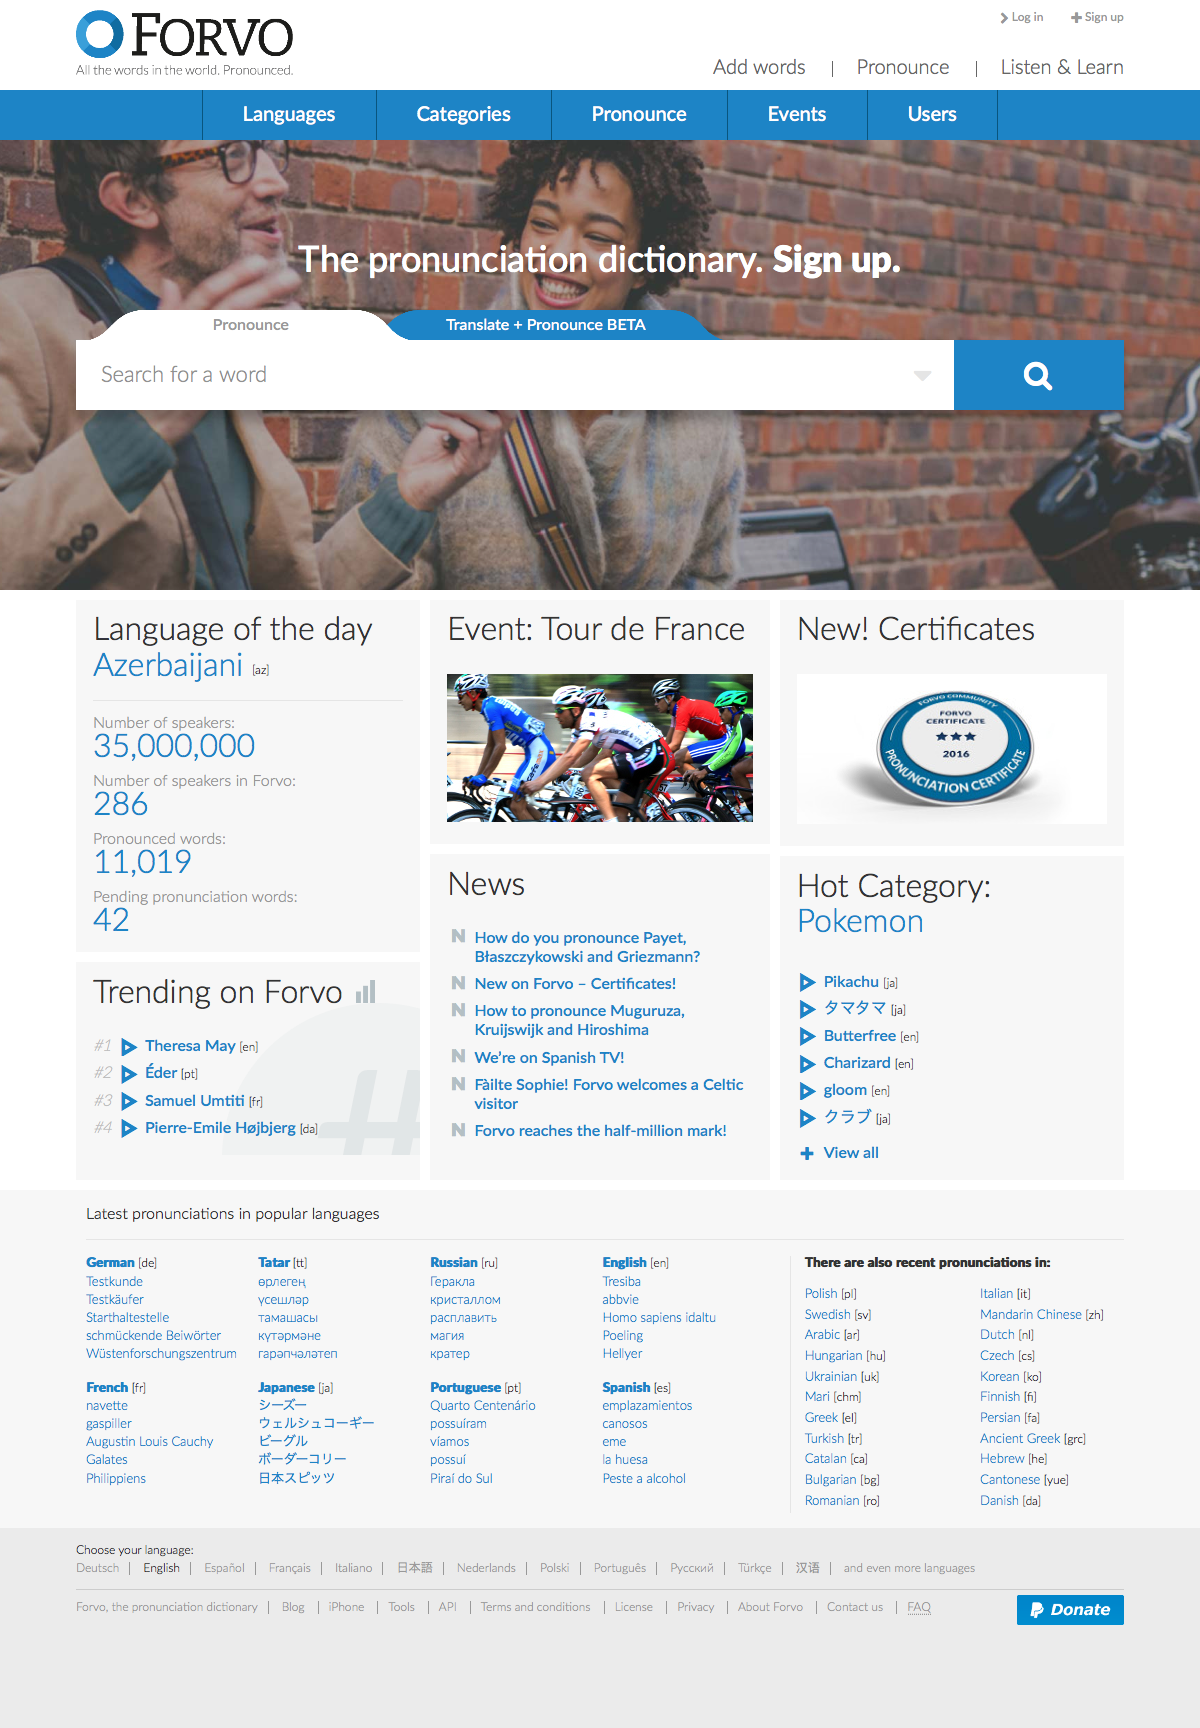 FORVO
All the words in the world. Pronounced.
Log in
Sign up
Add words | Pronounce | Listen & Learn
Languages
Categories
Pronounce
Events
Users
The pronunciation dictionary. Sign up.
Pronounce
Translate + Pronounce BETA
Search for a word
Language of the day
Azerbaijani [az]
Number of speakers:
35,000,000
Number of speakers in Forvo:
286
Pronounced words:
11,019
Pending pronunciation words:
42
Trending on Forvo
#1 Theresa May [en]
#2 Éder [pt]
#3 Samuel Umtiti [fr]
#4 Pierre-Emile Højbjerg [da]
#
Event: Tour de France
News
N How do you pronounce Payet,
Błaszczykowski and Griezmann?
N New on Forvo – Certificates!
N How to pronounce Muguruza,
Kruijswijk and Hiroshima
N We're on Spanish TV!
N Fàilte Sophie! Forvo welcomes a Celtic
visitor
N Forvo reaches the half-million mark!
New! Certificates
FORVO COMMUNITY
FORVO
CERTIFICATE
★★★
2016
PRONUNCIATION CERTIFICATE
Hot Category:
Pokemon
Pikachu [ja]
タマタマ [ja]
Butterfree [en]
Charizard [en]
gloom [en]
クラブ [ja]
View all
Latest pronunciations in popular languages
German [de]
Testkunde
Testkäufer
Starthaltestelle
schmückende Beiwörter
Wüstenforschungszentrum
Tatar [tt]
өрлегең
үсешләр
тамашасы
күтәрмәне
гарәпчәләтеп
Russian [ru]
Геракла
кристаллом
расплавить
магия
кратер
English [en]
Tresiba
abbvie
Homo sapiens idaltu
Poeling
Hellyer
French [fr]
navette
gaspiller
Augustin Louis Cauchy
Galates
Philippiens
Japanese [ja]
シーズー
ウェルシュコーギー
ビーグル
ボーダーコリー
日本スピッツ
Portuguese [pt]
Quarto Centenário
possuíram
víamos
possuí
Piraí do Sul
Spanish [es]
emplazamientos
canosos
eme
la huesa
Peste a alcohol
There are also recent pronunciations in:
Polish [pl]
Swedish [sv]
Arabic [ar]
Hungarian [hu]
Ukrainian [uk]
Mari [chm]
Greek [el]
Turkish [tr]
Catalan [ca]
Bulgarian [bg]
Romanian [ro]
Italian [it]
Mandarin Chinese [zh]
Dutch [nl]
Czech [cs]
Korean [ko]
Finnish [fi]
Persian [fa]
Ancient Greek [grc]
Hebrew [he]
Cantonese [yue]
Danish [da]
Choose your language:
Deutsch | English | Español | Français | Italiano | 日本語 | Nederlands | Polski | Português | Русский | Türkçe | 汉语 | and even more languages
Forvo, the pronunciation dictionary | Blog | iPhone | Tools | API | Terms and conditions | License | Privacy | About Forvo | Contact us | FAQ
Donate